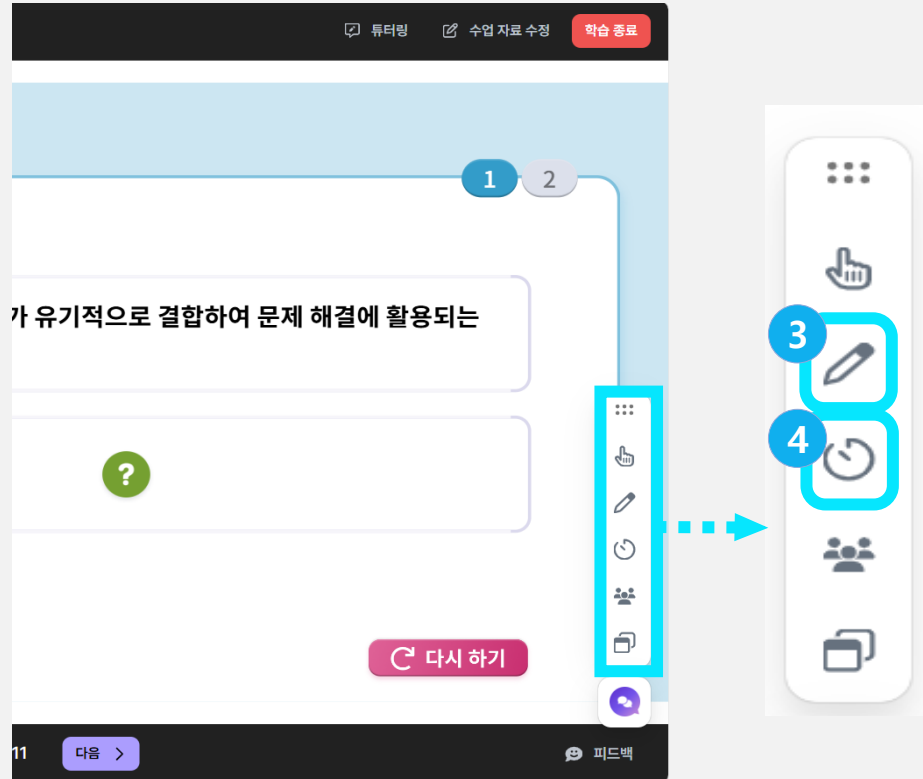 튜터링 수업 자료 수정 학습 종료
1 2
가 유기적으로 결합하여 문제 해결에 활용되는
?
3
4
다시 하기
11 다음 피드백